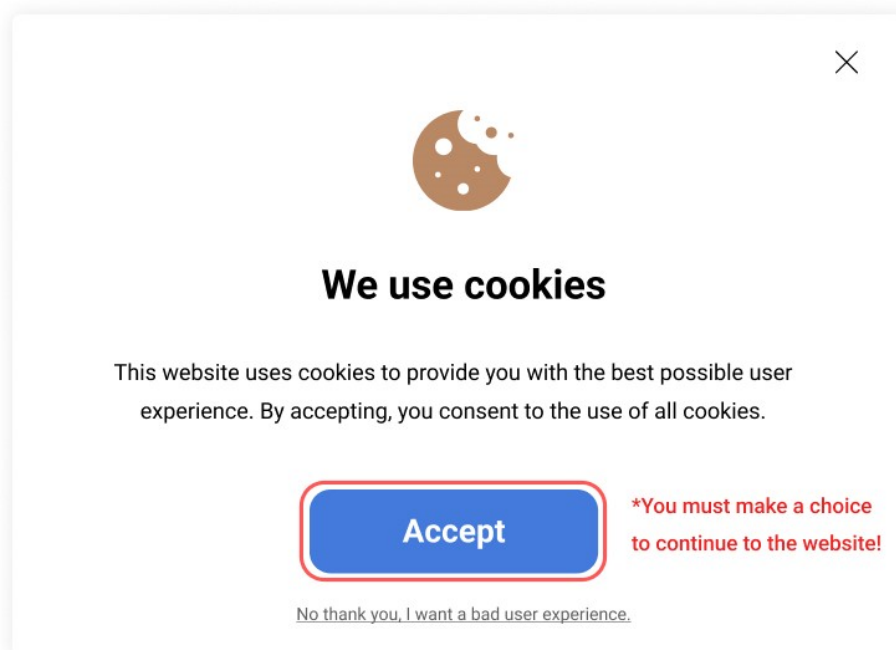 We use cookies
This website uses cookies to provide you with the best possible user
experience. By accepting, you consent to the use of all cookies.
Accept
*You must make a choice
to continue to the website!
No thank you, I want a bad user experience.